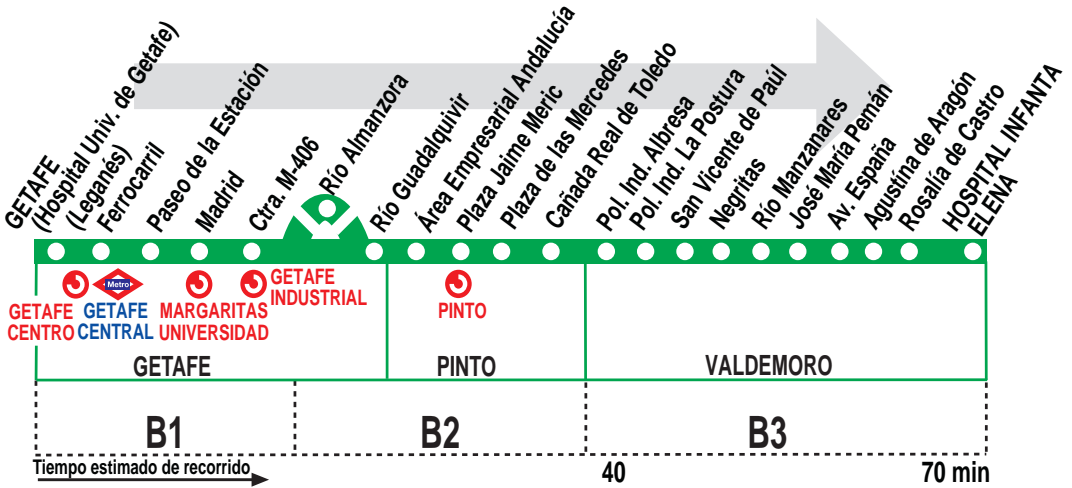 GETAFE
(Hospital Univ. de Getafe)
(Leganés)
Ferrocarril
Paseo de la Estación
Madrid
Ctra. M-406
Río Almanzora
Río Guadalquivir
Área Empresarial Andalucía
Plaza Jaime Meric
Plaza de las Mercedes
Cañada Real de Toledo
Pol. Ind. Albresa
Pol. Ind. La Postura
San Vicente de Paúl
Negritas
Río Manzanares
José María Pemán
Av. España
Agustina de Aragón
Rosalía de Castro
HOSPITAL INFANTA
ELENA
GETAFE
CENTRO
Metro
GETAFE
CENTRAL
MARGARITAS
UNIVERSIDAD
GETAFE
INDUSTRIAL
PINTO
GETAFE
PINTO
VALDEMORO
B1
B2
B3
Tiempo estimado de recorrido
40
70 min